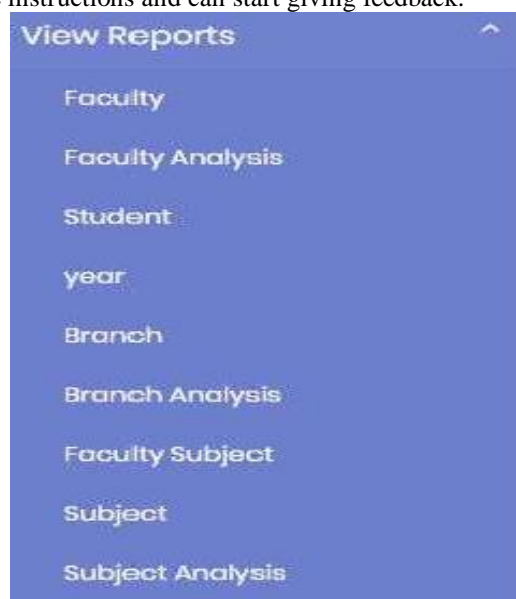 instructions and can start giving feedback.
View Reports
Faculty
Faculty Analysis
Student
year
Branch
Branch Analysis
Faculty Subject
Subject
Subject Analysis